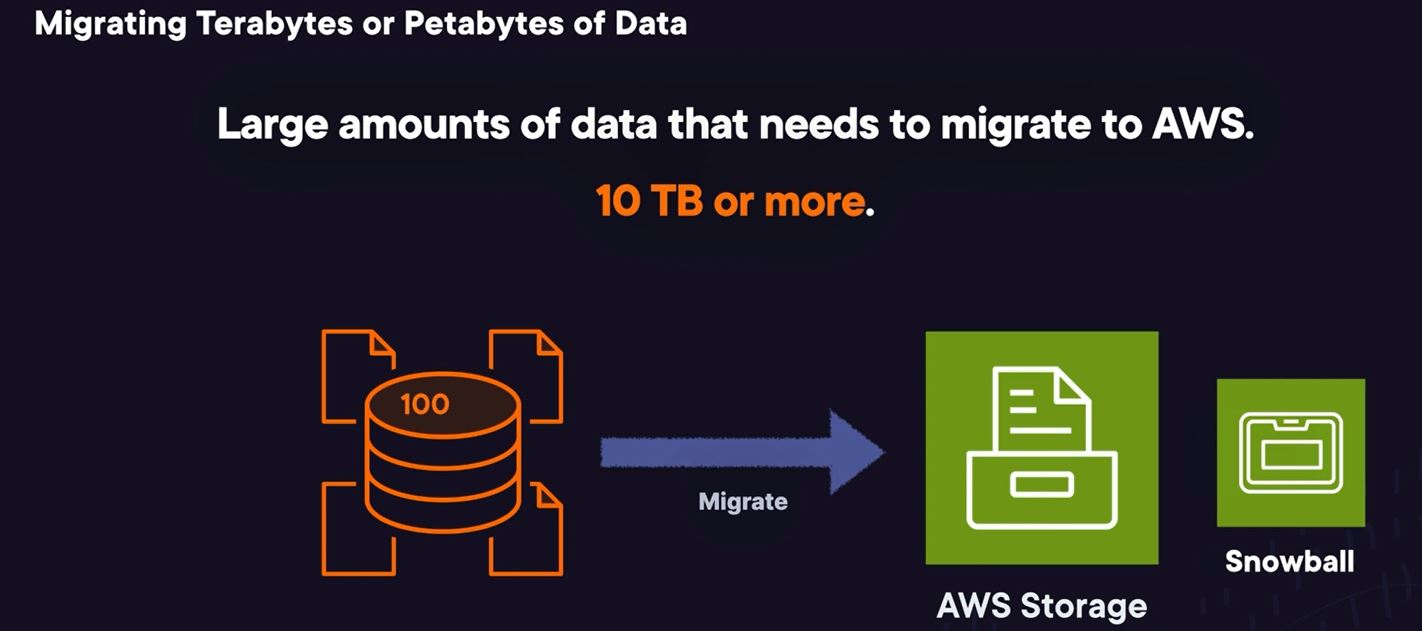 Migrating Terabytes or Petabytes of Data
Large amounts of data that needs to migrate to AWS.
10 TB or more.
100
Migrate
AWS Storage
Snowball